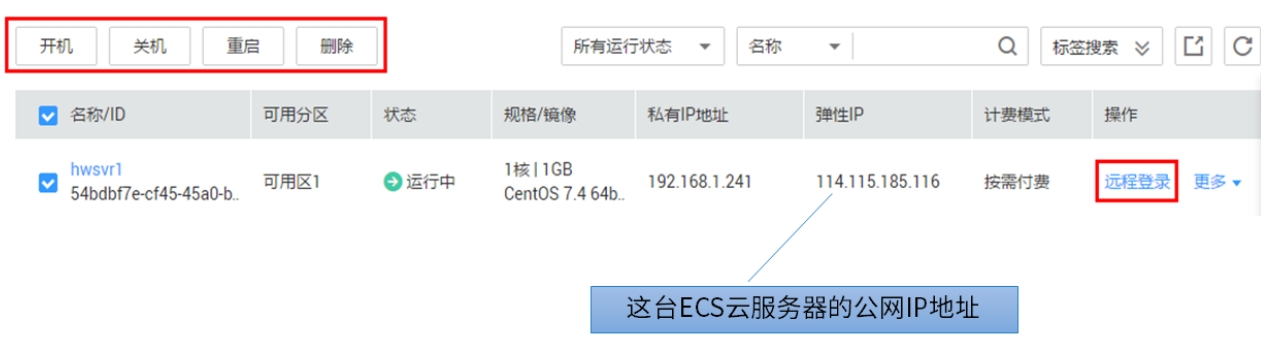 开机 关机 重启 删除 所有运行状态 名称 标签搜索
名称/ID 可用分区 状态 规格/镜像 私有IP地址 弹性IP 计费模式 操作
hwsvr1
54bdbf7e-cf45-45a0-b.. 可用区1 运行中 1核 | 1GB
CentOS 7.4 64b.. 192.168.1.241 114.115.185.116 按需付费 远程登录 更多
这台ECS云服务器的公网IP地址